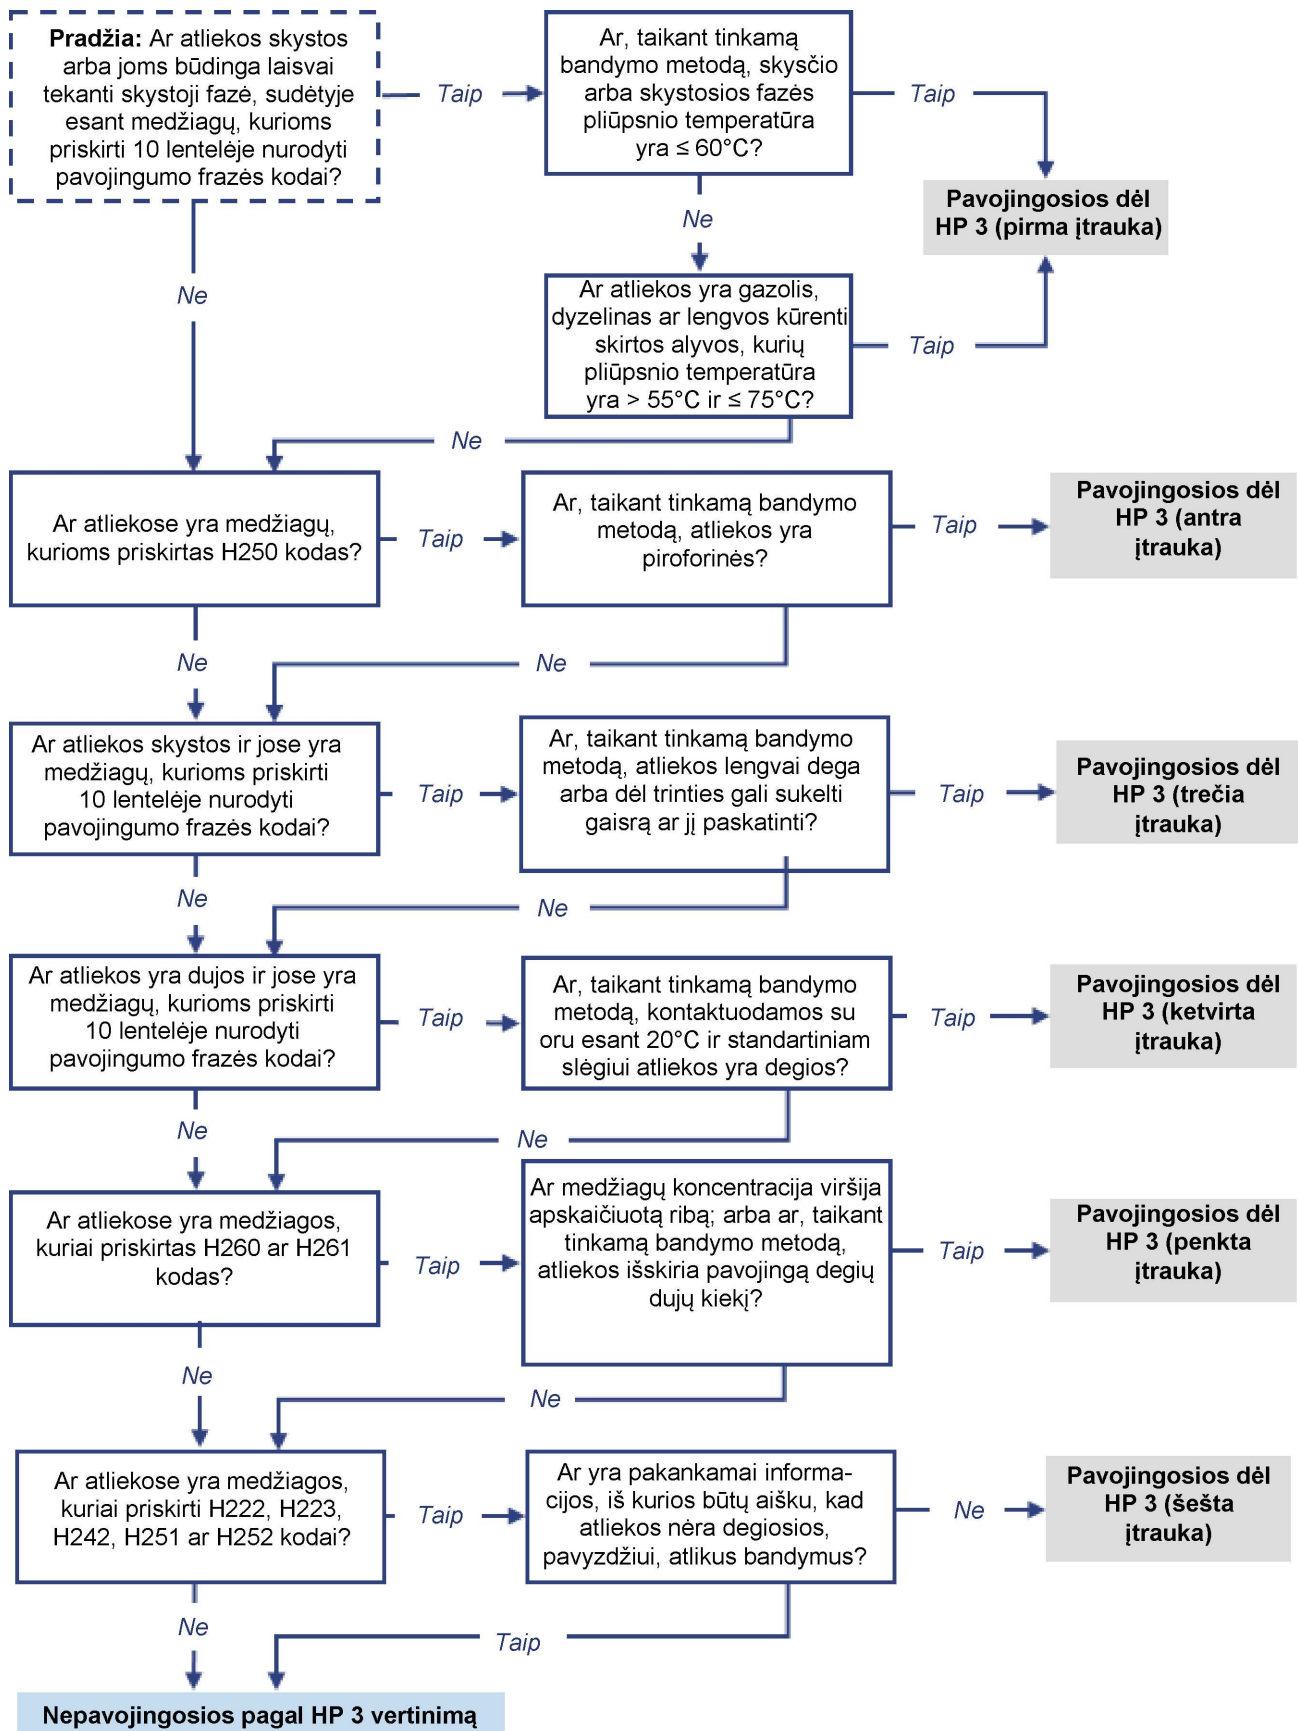 Pradžia: Ar atliekos skystos
arba joms būdinga laisvai
tekanti skystoji fazė, sudėtyje
esant medžiagų, kurioms
priskirti 10 lentelėje nurodyti
pavojingumo frazės kodai?
Taip
Ar, taikant tinkamą
bandymo metodą, skysčio
arba skystosios fazės
pliūpsnio temperatūra
yra ≤ 60°C?
Taip
Pavojingosios dėl
HP 3 (pirma įtrauka)
Ne
Ne
Ar atliekos yra gazolis,
dyzelinas ar lengvos kūrenti
skirtos alyvos, kurių
pliūpsnio temperatūra
yra > 55°C ir ≤ 75°C?
Taip
Ne
Ar atliekose yra medžiagų,
kurioms priskirtas H250 kodas?
Taip
Ar, taikant tinkamą bandymo
metodą, atliekos yra
piroforinės?
Taip
Pavojingosios dėl
HP 3 (antra
įtrauka)
Ne
Ne
Ar atliekos skystos ir jose yra
medžiagų, kurioms priskirti
10 lentelėje nurodyti
pavojingumo frazės kodai?
Taip
Ar, taikant tinkamą bandymo
metodą, atliekos lengvai dega
arba dėl trinties gali sukelti
gaisrą ar jį paskatinti?
Taip
Pavojingosios dėl
HP 3 (trečia
įtrauka)
Ne
Ne
Ar atliekos yra dujos ir jose yra
medžiagų, kurioms priskirti
10 lentelėje nurodyti
pavojingumo frazės kodai?
Taip
Ar, taikant tinkamą bandymo
metodą, kontaktuodamos su
oru esant 20°C ir standartiniam
slėgiui atliekos yra degios?
Taip
Pavojingosios dėl
HP 3 (ketvirta
įtrauka)
Ne
Ne
Ar atliekose yra medžiagos,
kuriai priskirtas H260 ar H261
kodas?
Taip
Ar medžiagų koncentracija viršija
apskaičiuotą ribą; arba ar, taikant
tinkamą bandymo metodą,
atliekos išskiria pavojingą degių
dujų kiekį?
Taip
Pavojingosios dėl
HP 3 (penkta
įtrauka)
Ne
Ne
Ar atliekose yra medžiagos,
kuriai priskirti H222, H223,
H242, H251 ar H252 kodai?
Taip
Ar yra pakankamai informa-
cijos, iš kurios būtų aišku, kad
atliekos nėra degiosios,
pavyzdžiui, atlikus bandymus?
Ne
Pavojingosios dėl
HP 3 (šešta
įtrauka)
Ne
Taip
Nepavojingosios pagal HP 3 vertinimą